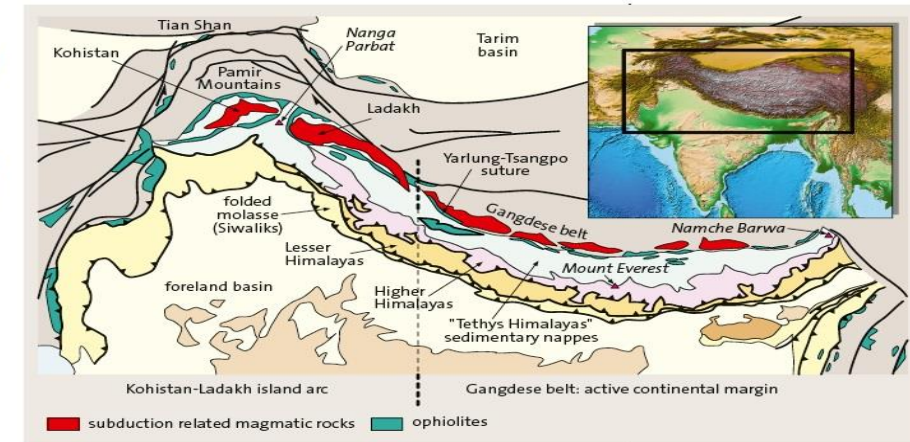 Tian Shan
Kohistan
Nanga
Parbat
Tarim
basin
Pamir
Mountains
Ladakh
Yarlung-Tsangpo
suture
folded
molasse
(Siwaliks)
Gangdese belt
Namche Barwa
Lesser
Himalayas
Mount Everest
foreland basin
Higher
Himalayas
"Tethys Himalayas"
sedimentary nappes
Kohistan-Ladakh island arc
Gangdese belt: active continental margin
subduction related magmatic rocks
ophiolites